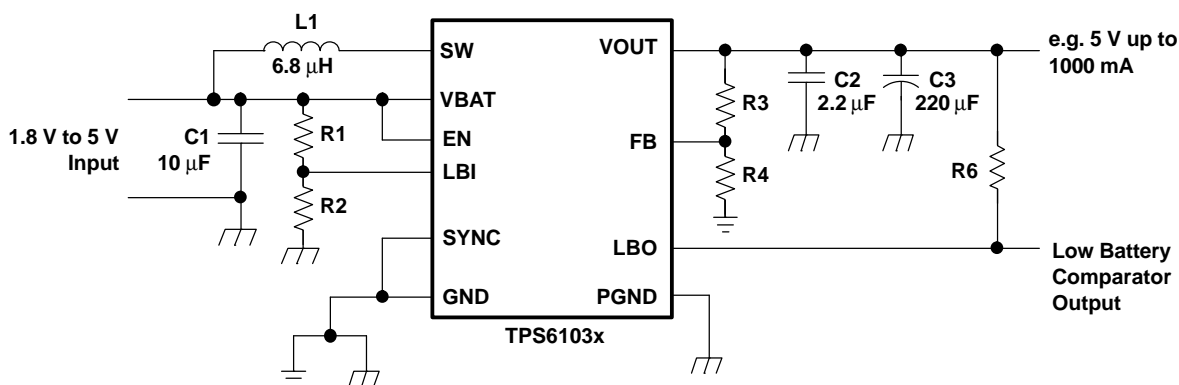 L1
6.8 µH
SW
VOUT
e.g. 5 V up to
1000 mA
VBAT
C2
2.2 µF
C3
220 µF
R3
1.8 V to 5 V
Input
C1
10 µF
R1
EN
FB
LBI
R4
R6
R2
SYNC
LBO
Low Battery
Comparator
Output
GND
PGND
TPS6103x